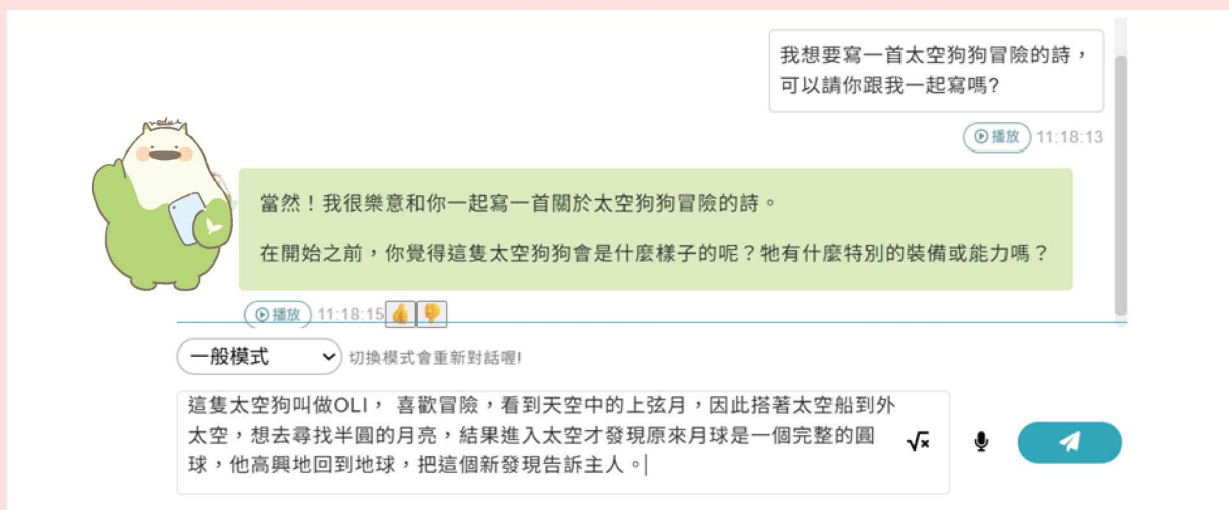 我想要寫一首太空狗狗冒險的詩，
可以請你跟我一起寫嗎?
播放 11:18:13
nedu
當然！我很樂意和你一起寫一首關於太空狗狗冒險的詩。
在開始之前，你覺得這隻太空狗狗會是什麼樣子的呢？牠有什麼特別的裝備或能力嗎？
播放 11:18:15
一般模式 切換模式會重新對話喔!
這隻太空狗叫做OLI， 喜歡冒險，看到天空中的上弦月，因此搭著太空船到外
太空，想去尋找半圓的月亮，結果進入太空才發現原來月球是一個完整的圓
球，他高興地回到地球，把這個新發現告訴主人。
√x